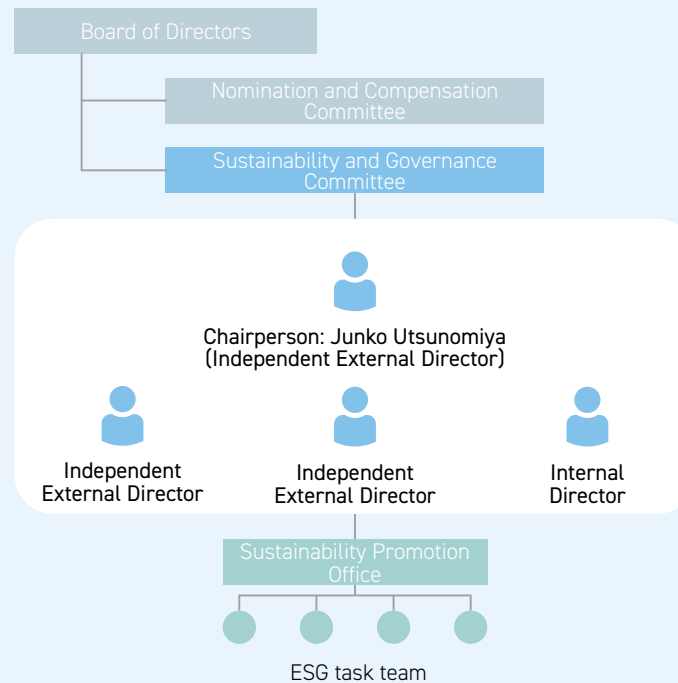 Board of Directors
Nomination and Compensation
Committee
Sustainability and Governance
Committee
Chairperson: Junko Utsunomiya
(Independent External Director)
Independent
External Director
Independent
External Director
Internal
Director
Sustainability Promotion
Office
ESG task team